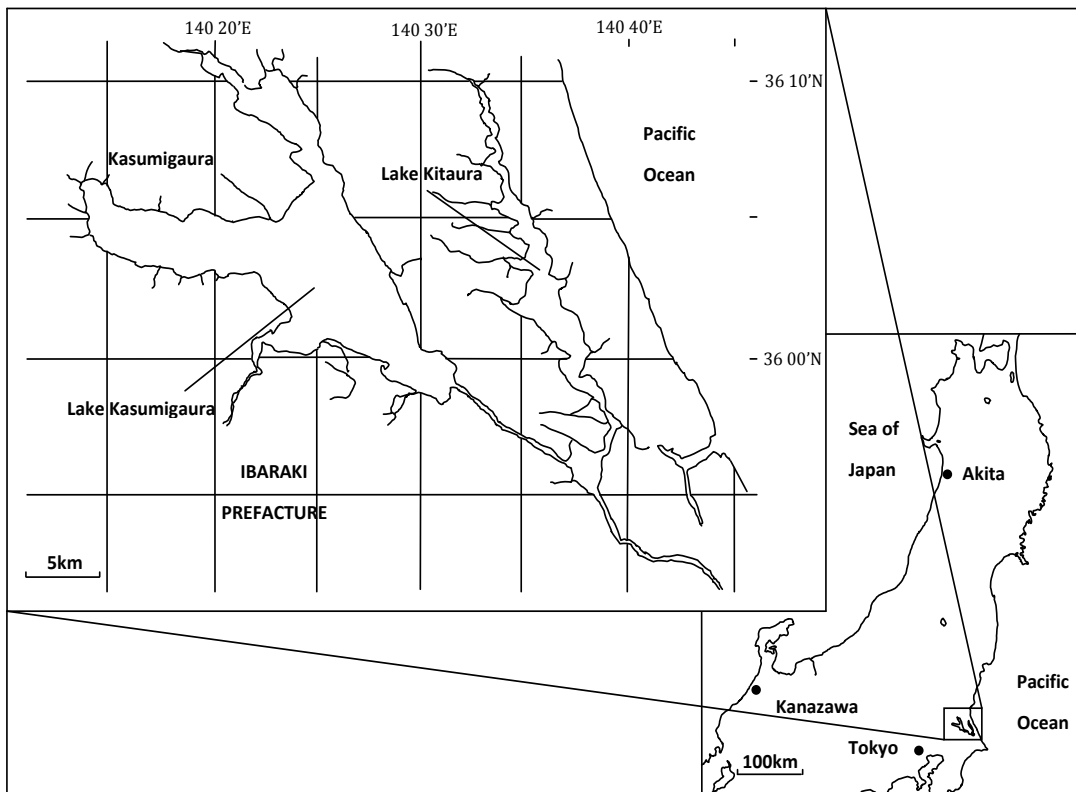 140 20'E
140 30'E
140 40'E
36 10'N
Pacific
Ocean
Kasumigaura
Lake Kitaura
36 00'N
Lake Kasumigaura
IBARAKI
PREFACTURE
5km
Sea of
Japan
Akita
Pacific
Ocean
Kanazawa
Tokyo
100km